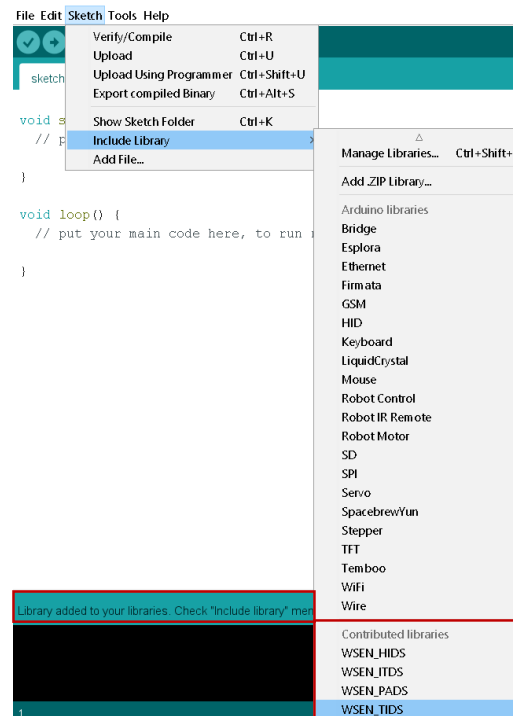 File Edit Sketch Tools Help
Verify/Compile Ctrl+R
Upload Ctrl+U
Upload Using Programmer Ctrl+Shift+U
Export compiled Binary Ctrl+Alt+S
Show Sketch Folder Ctrl+K
Include Library
Add File...
sketch
void
// p
}
void loop() {
// put your main code here, to run
}
Manage Libraries... Ctrl+Shift+
Add .ZIP Library...
Arduino libraries
Bridge
Esplora
Ethernet
Firmata
GSM
HID
Keyboard
LiquidCrystal
Mouse
Robot Control
Robot IR Remote
Robot Motor
SD
SPI
Servo
SpacebrewYun
Stepper
TFT
Temboo
WiFi
Wire
Contributed libraries
WSEN_HIDS
WSEN_ITDS
WSEN_PADS
WSEN_TIDS
Library added to your libraries. Check "Include library" men
1